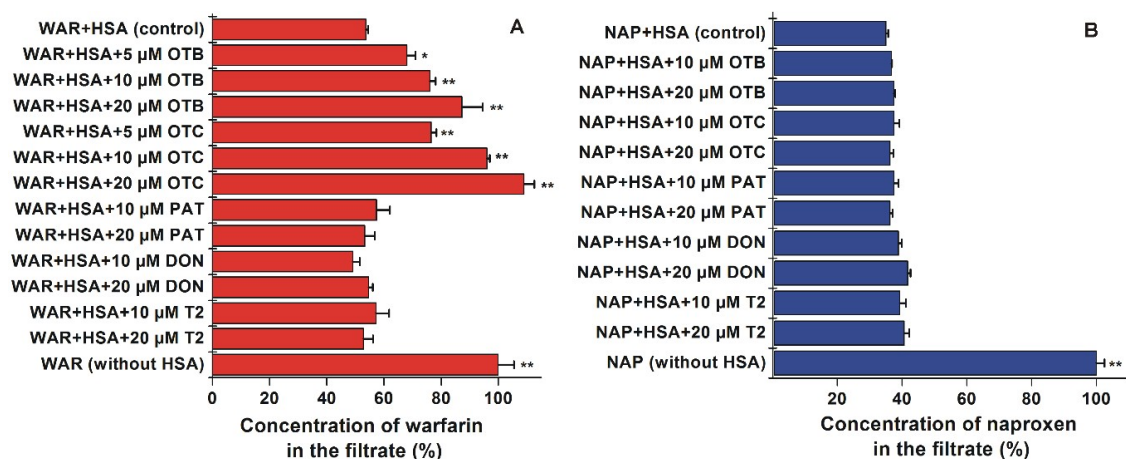 A
WAR+HSA (control)
WAR+HSA+5 µM OTB
*
WAR+HSA+10 µM OTB
**
WAR+HSA+20 µM OTB
**
WAR+HSA+5 µM OTC
**
WAR+HSA+10 µM OTC
**
WAR+HSA+20 µM OTC
**
WAR+HSA+10 µM PAT
WAR+HSA+20 µM PAT
WAR+HSA+10 µM DON
WAR+HSA+20 µM DON
WAR+HSA+10 µM T2
WAR+HSA+20 µM T2
WAR (without HSA)
**
0 20 40 60 80 100
Concentration of warfarin
in the filtrate (%)
B
NAP+HSA (control)
NAP+HSA+10 µM OTB
NAP+HSA+20 µM OTB
NAP+HSA+10 µM OTC
NAP+HSA+20 µM OTC
NAP+HSA+10 µM PAT
NAP+HSA+20 µM PAT
NAP+HSA+10 µM DON
NAP+HSA+20 µM DON
NAP+HSA+10 µM T2
NAP+HSA+20 µM T2
NAP (without HSA)
**
20 40 60 80 100
Concentration of naproxen
in the filtrate (%)